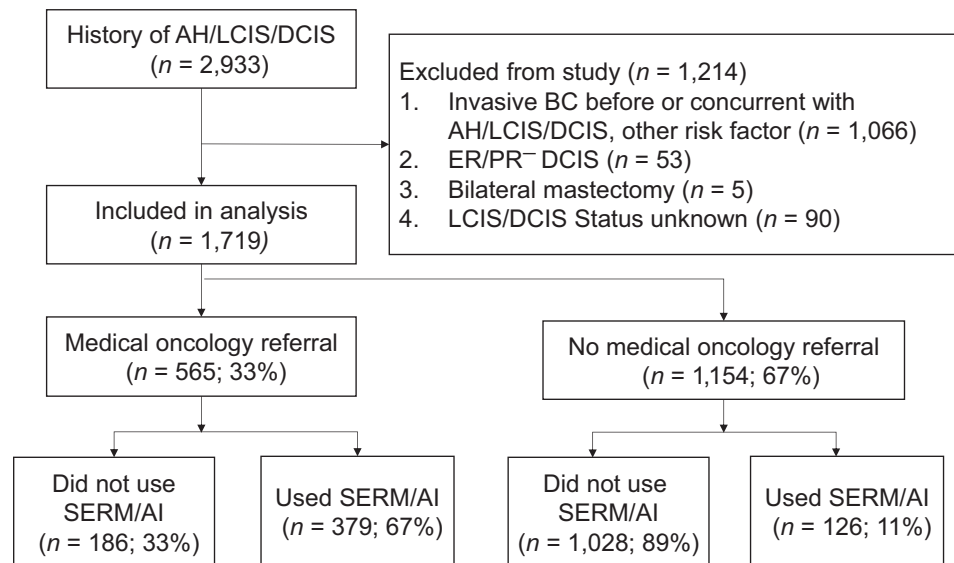 History of AH/LCIS/DCIS
(n = 2,933)
Excluded from study (n = 1,214)
1. Invasive BC before or concurrent with
AH/LCIS/DCIS, other risk factor (n = 1,066)
2. ER/PR⁻ DCIS (n = 53)
3. Bilateral mastectomy (n = 5)
4. LCIS/DCIS Status unknown (n = 90)
Included in analysis
(n = 1,719)
Medical oncology referral
(n = 565; 33%)
No medical oncology referral
(n = 1,154; 67%)
Did not use
SERM/AI
(n = 186; 33%)
Used SERM/AI
(n = 379; 67%)
Did not use
SERM/AI
(n = 1,028; 89%)
Used SERM/AI
(n = 126; 11%)